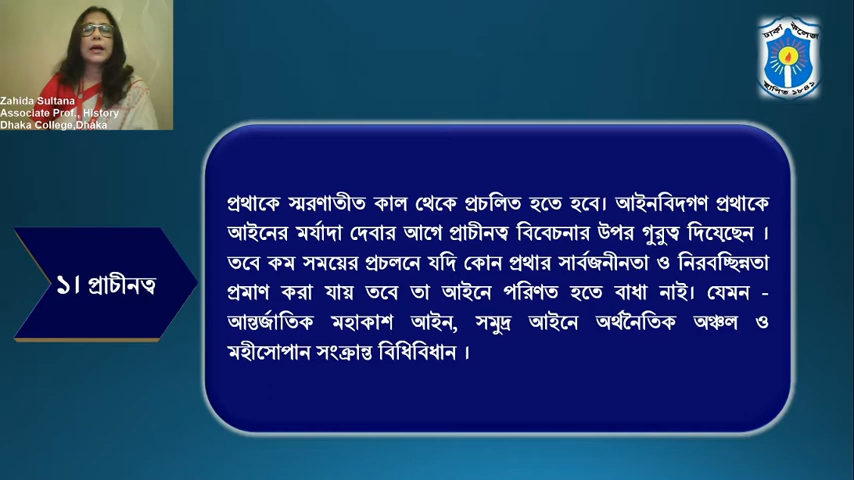 Zahida Sultana
Associate Prof,, History
Dhaka College,Dhaka
ঢাকা কলেজ
স্থাপিত ১৮৪১
১। প্রাচীনত্ব
প্রথাকে স্মরণাতীত কাল থেকে প্রচলিত হতে হবে। আইনবিদগণ প্রথাকে
আইনের মর্যাদা দেবার আগে প্রাচীনত্ব বিবেচনার উপর গুরুত্ব দিয়েছেন ।
তবে কম সময়ের প্রচলনে যদি কোন প্রথার সার্বজনীনতা ও নিরবচ্ছিন্নতা
প্রমাণ করা যায় তবে তা আইনে পরিণত হতে বাধা নাই। যেমন -
আন্তর্জাতিক মহাকাশ আইন, সমুদ্র আইনে অর্থনৈতিক অঞ্চল ও
মহীসোপান সংক্রান্ত বিধিবিধান ।